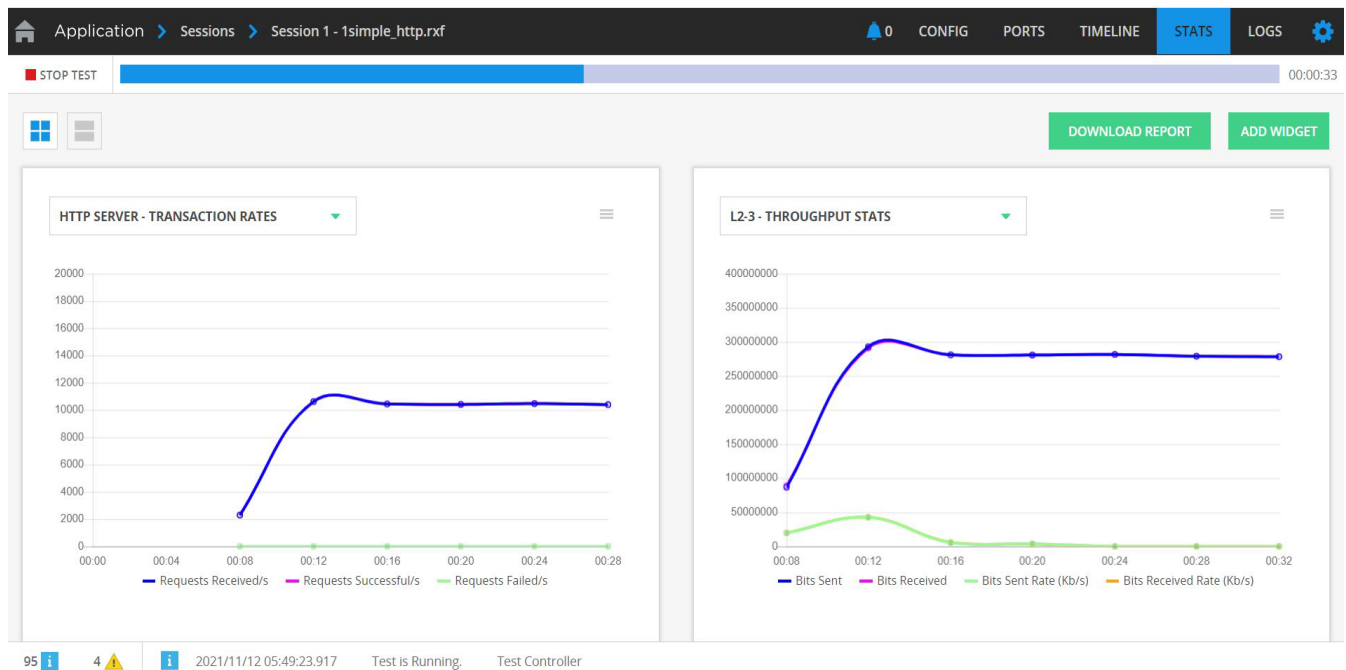 Application Sessions Session 1 - 1simple_http.rxf 0 CONFIG PORTS TIMELINE STATS LOGS
STOP TEST 00:00:33
DOWNLOAD REPORT ADD WIDGET
HTTP SERVER - TRANSACTION RATES
20000
18000
16000
14000
12000
10000
8000
6000
4000
2000
0
00:00 00:04 00:08 00:12 00:16 00:20 00:24 00:28
Requests Received/s Requests Successful/s Requests Failed/s
L2-3 - THROUGHPUT STATS
400000000
350000000
300000000
250000000
200000000
150000000
100000000
50000000
0
00:08 00:12 00:16 00:20 00:24 00:28 00:32
Bits Sent Bits Received Bits Sent Rate (Kb/s) Bits Received Rate (Kb/s)
95 i 4 i 2021/11/12 05:49:23.917 Test is Running. Test Controller